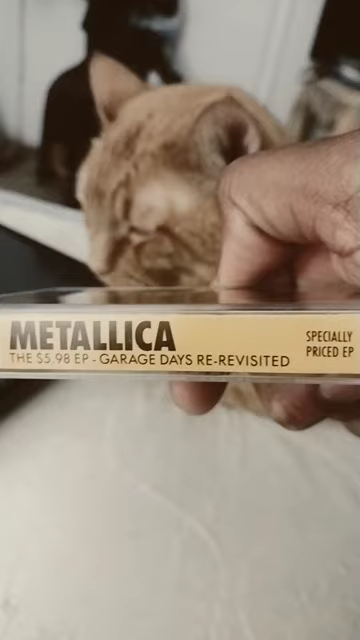 METALLICA
THE $5.98 EP - GARAGE DAYS RE-REVISITED
SPECIALLY
PRICED EP